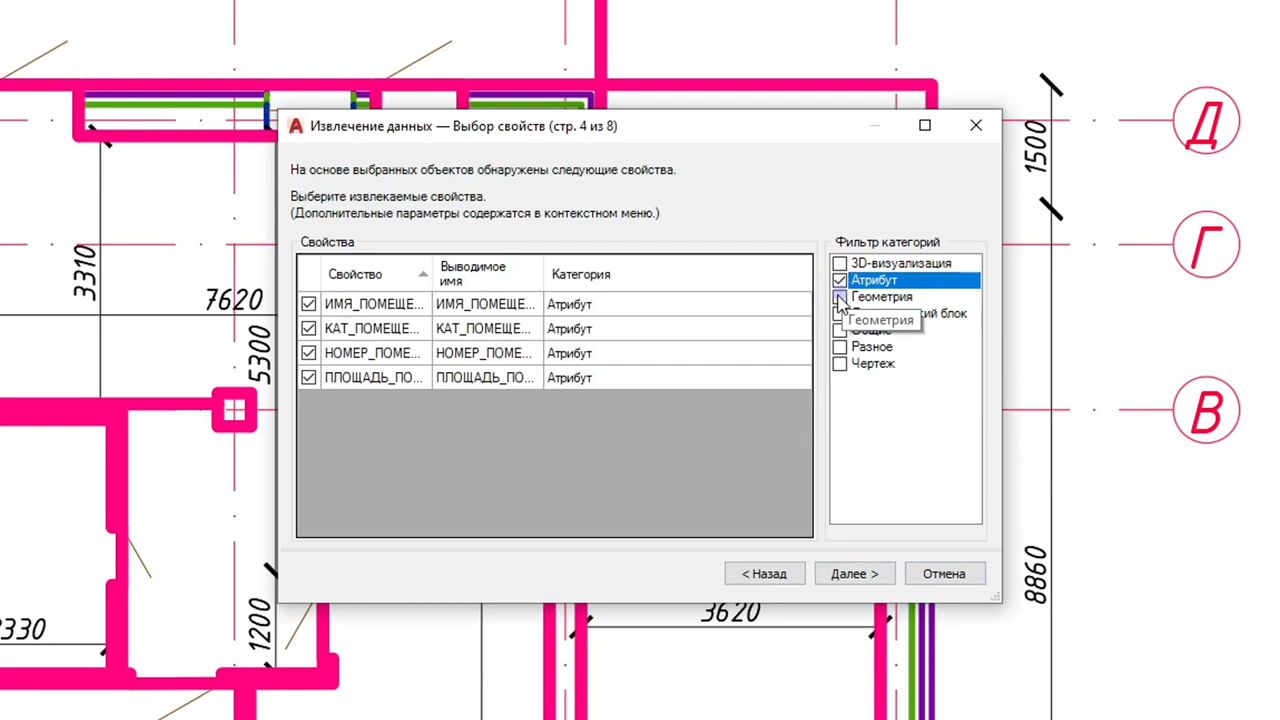 Извлечение данных — Выбор свойств (стр. 4 из 8)
На основе выбранных объектов обнаружены следующие свойства.
Выберите извлекаемые свойства.
(Дополнительные параметры содержатся в контекстном меню.)
Свойства
Свойство
Выводимое имя
Категория
ИМЯ_ПОМЕЩЕ... ИМЯ_ПОМЕЩЕ... Атрибут
КАТ_ПОМЕЩЕ... КАТ_ПОМЕЩЕ... Атрибут
НОМЕР_ПОМЕ... НОМЕР_ПОМЕ... Атрибут
ПЛОЩАДЬ_ПО... ПЛОЩАДЬ_ПО... Атрибут
Фильтр категорий
3D-визуализация
Атрибут
Геометрия
блок
Геометрия
Общие
Разное
Чертеж
< Назад
Далее >
Отмена
3310
7620
5300
1200
3620
1500
8860
Д
Г
В